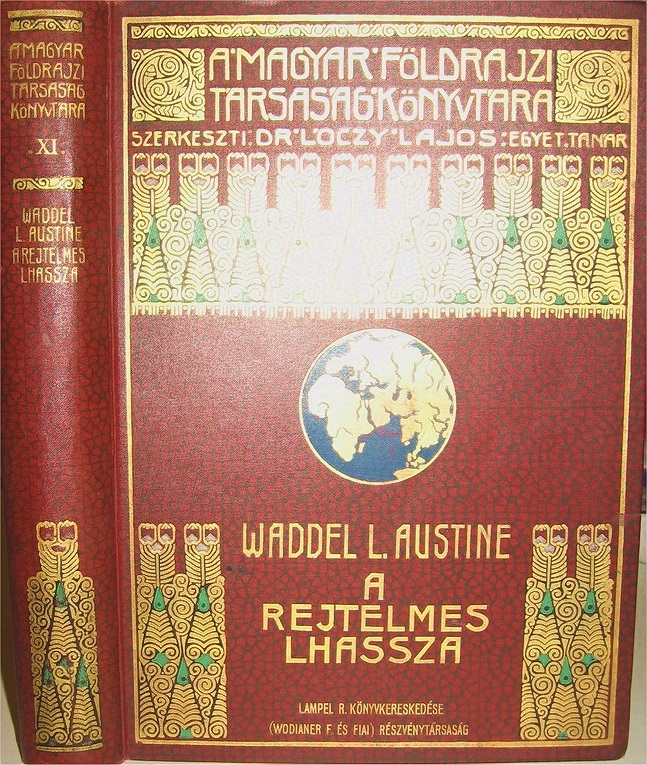 A·MAGYAR
FÖLDRAJZI
TARSASÁG
KÖNYVTÁRA
.XI.
WADDEL
L. AUSTINE
A REJTELMES
LHASSZA
A·MAGYAR·FÖLDRAJZI
TÁRSASÁG·KÖNYVTÁRA
SZERKESZTI: DR LÓCZY LAJOS: EGYET. TANÁR
WADDEL L. AUSTINE
A
REJTELMES
LHASSZA
LAMPEL R. KÖNYVKERESKEDÉSE
(WODIANER F. ÉS FIAI) RÉSZVÉNYTÁRSASÁG